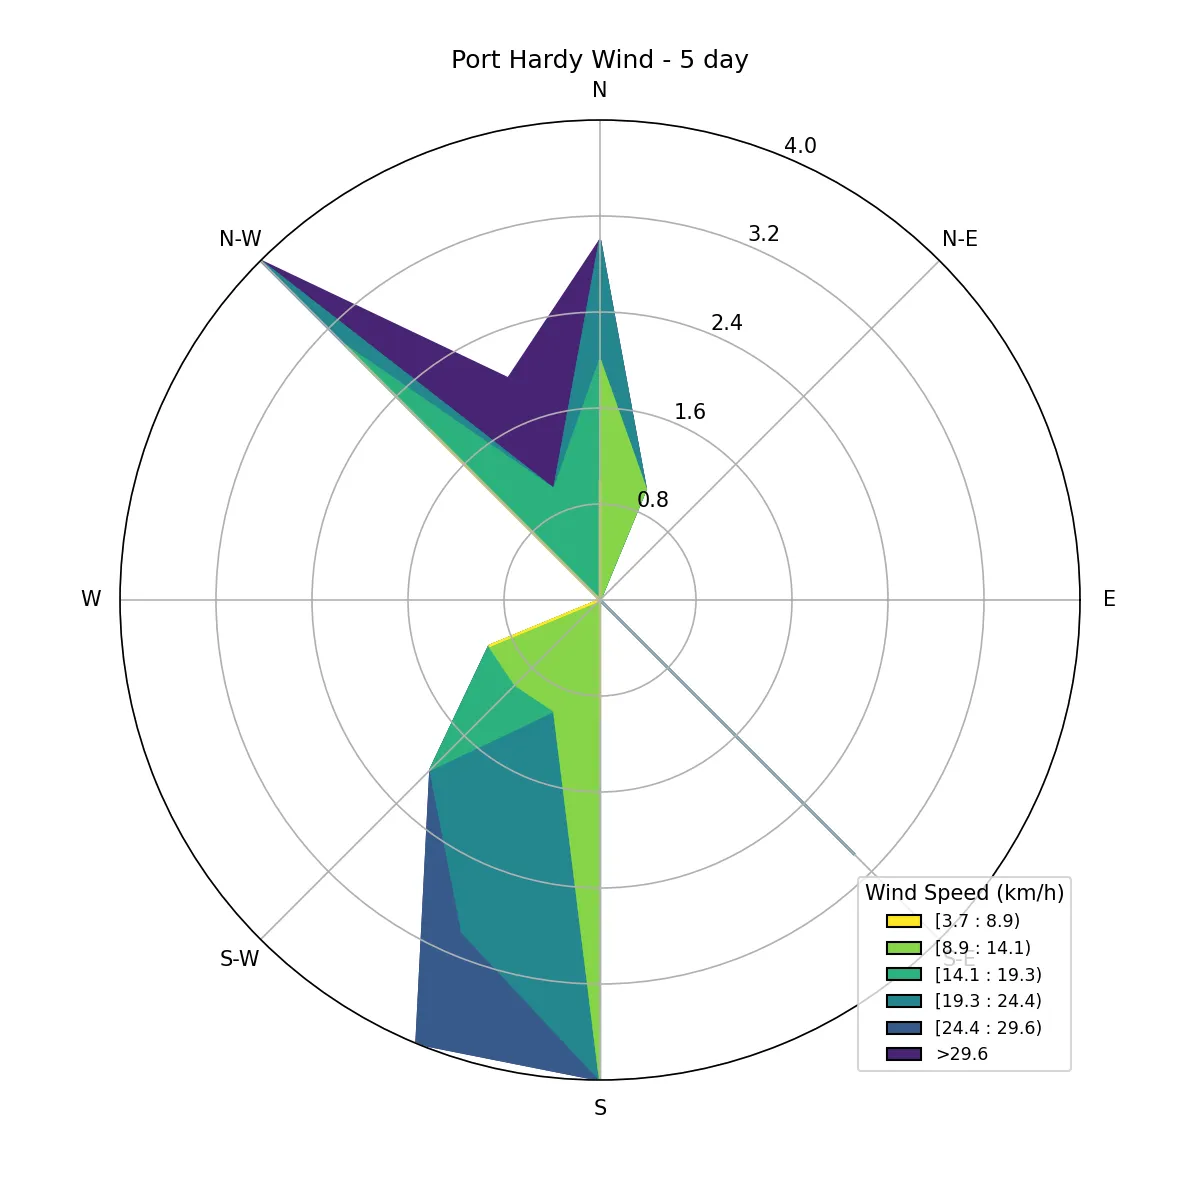 Port Hardy Wind - 5 day
N
4.0
N-W
3.2
N-E
2.4
1.6
0.8
W
E
S-W
S-E
S
Wind Speed (km/h)
[3.7 : 8.9)
[8.9 : 14.1)
[14.1 : 19.3)
[19.3 : 24.4)
[24.4 : 29.6)
>29.6